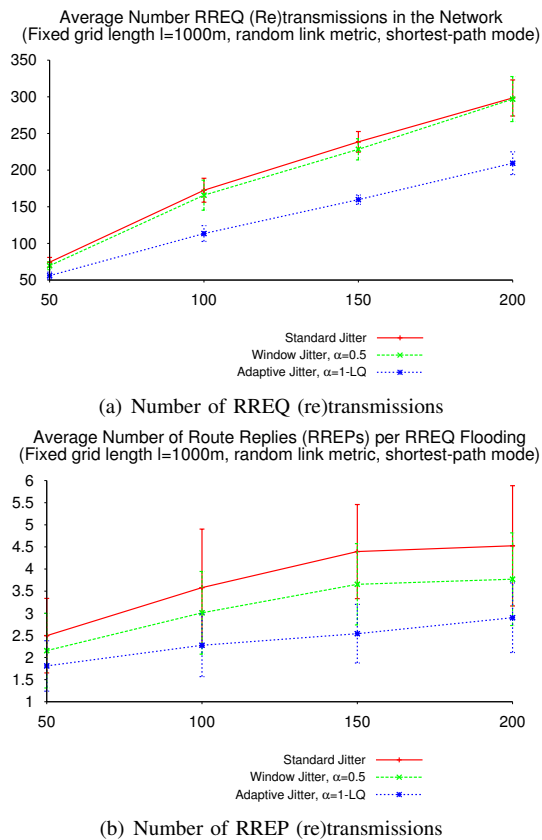 Average Number RREQ (Re)transmissions in the Network
(Fixed grid length l=1000m, random link metric, shortest-path mode)
350
300
250
200
150
100
50
50
100
150
200
Standard Jitter
Window Jitter, α=0.5
Adaptive Jitter, α=1-LQ
(a) Number of RREQ (re)transmissions
Average Number of Route Replies (RREPs) per RREQ Flooding
(Fixed grid length l=1000m, random link metric, shortest-path mode)
6
5.5
5
4.5
4
3.5
3
2.5
2
1.5
1
50
100
150
200
Standard Jitter
Window Jitter, α=0.5
Adaptive Jitter, α=1-LQ
(b) Number of RREP (re)transmissions